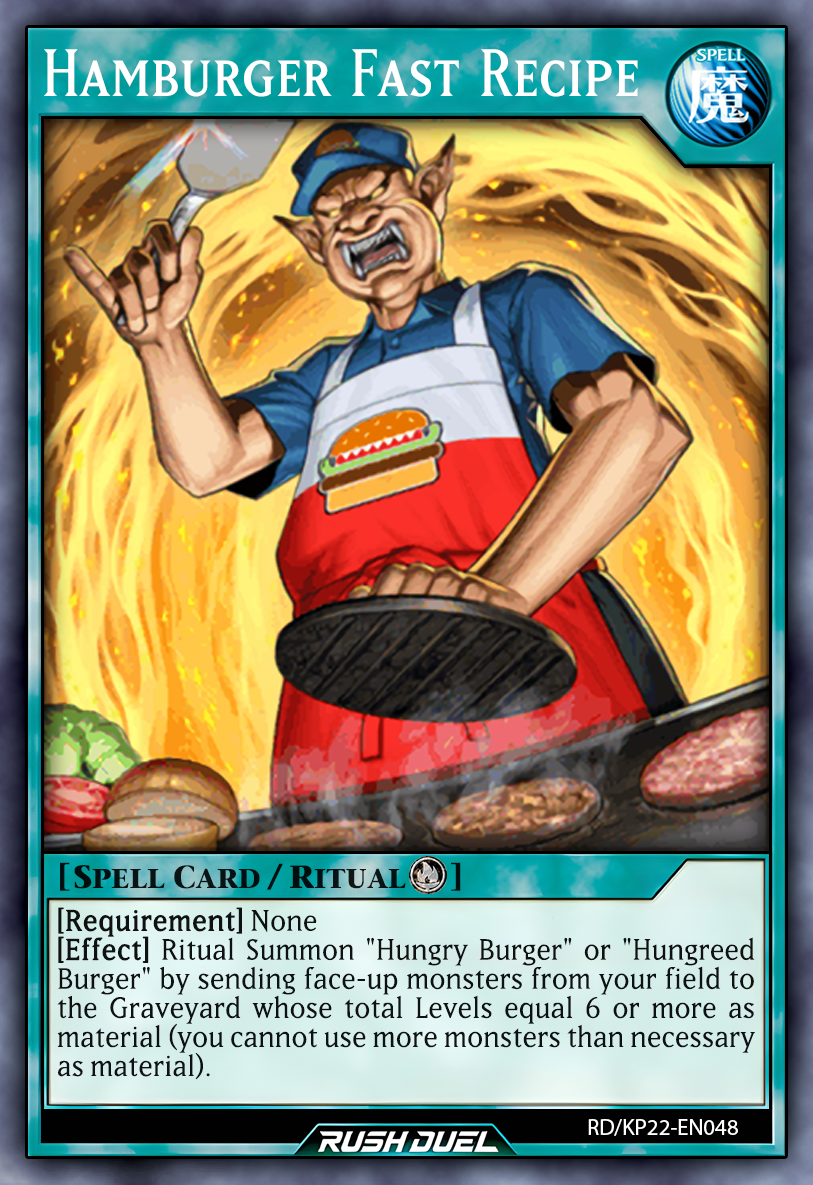 Hamburger Fast Recipe
SPELL
魔
[Spell Card / Ritual]
[Requirement] None
[Effect] Ritual Summon "Hungry Burger" or "Hungreed
Burger" by sending face-up monsters from your field to
the Graveyard whose total Levels equal 6 or more as
material (you cannot use more monsters than necessary
as material).
RD/KP22-EN048
RUSH DUEL